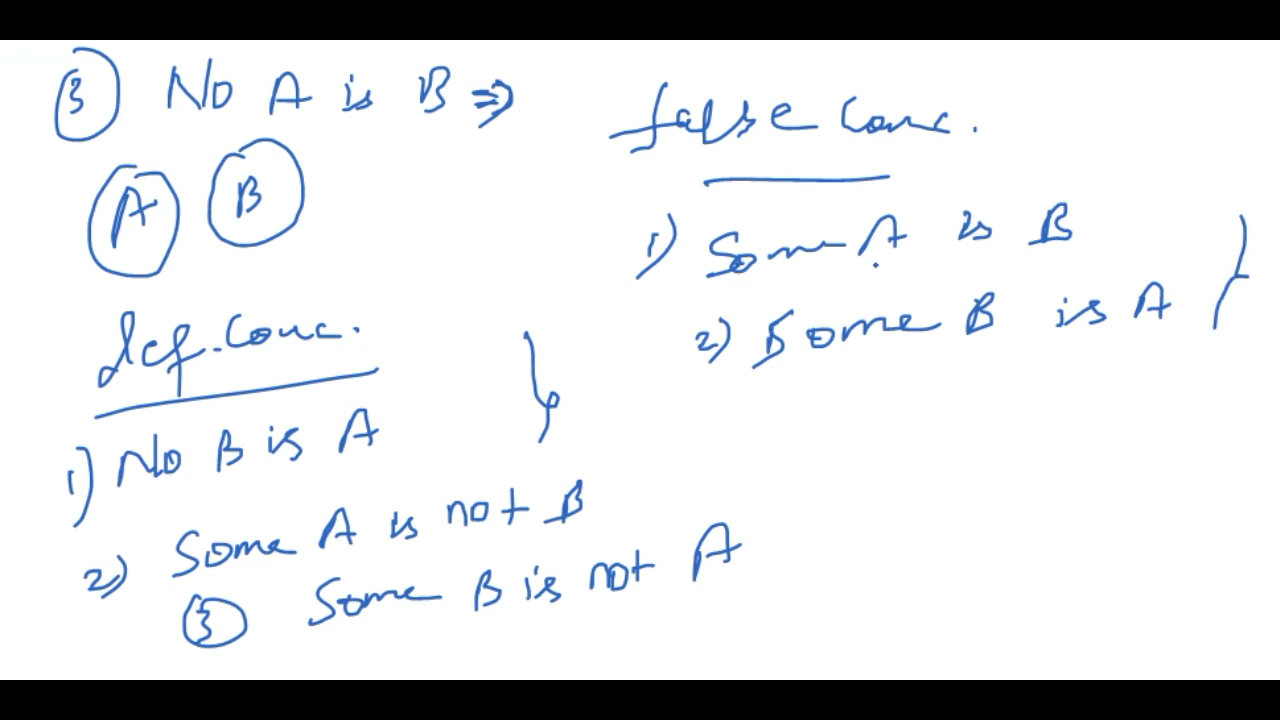 ③ No A is B ⇒
A B
def. conc.
1) No B is A
2) Some A is not B
③ Some B is not A
false conc.
1) Some A is B
2) Some B is A